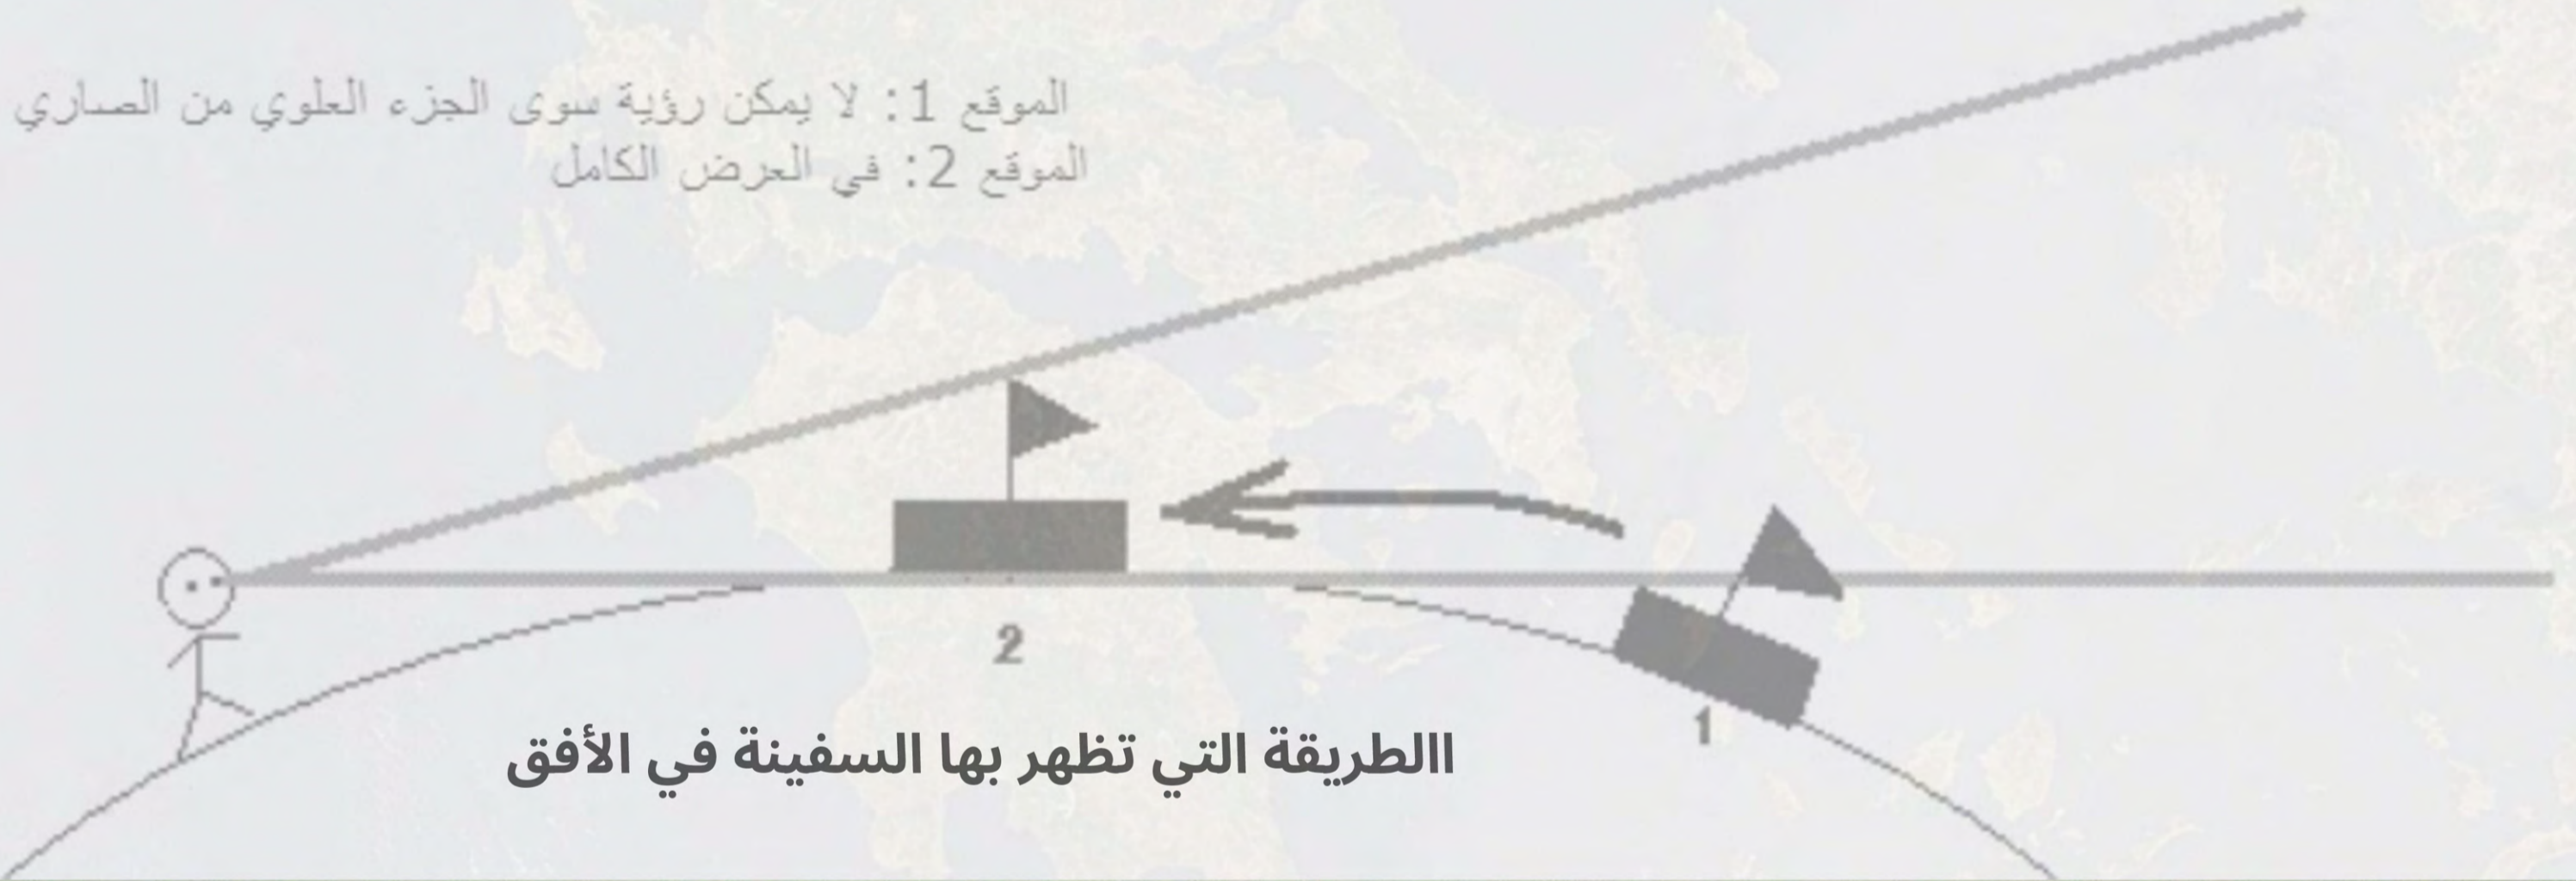 الموقع 1: لا يمكن رؤية سوى الجزء العلوي من الصاري
الموقع 2: في العرض الكامل
2
1
االطريقة التي تظهر بها السفينة في الأفق